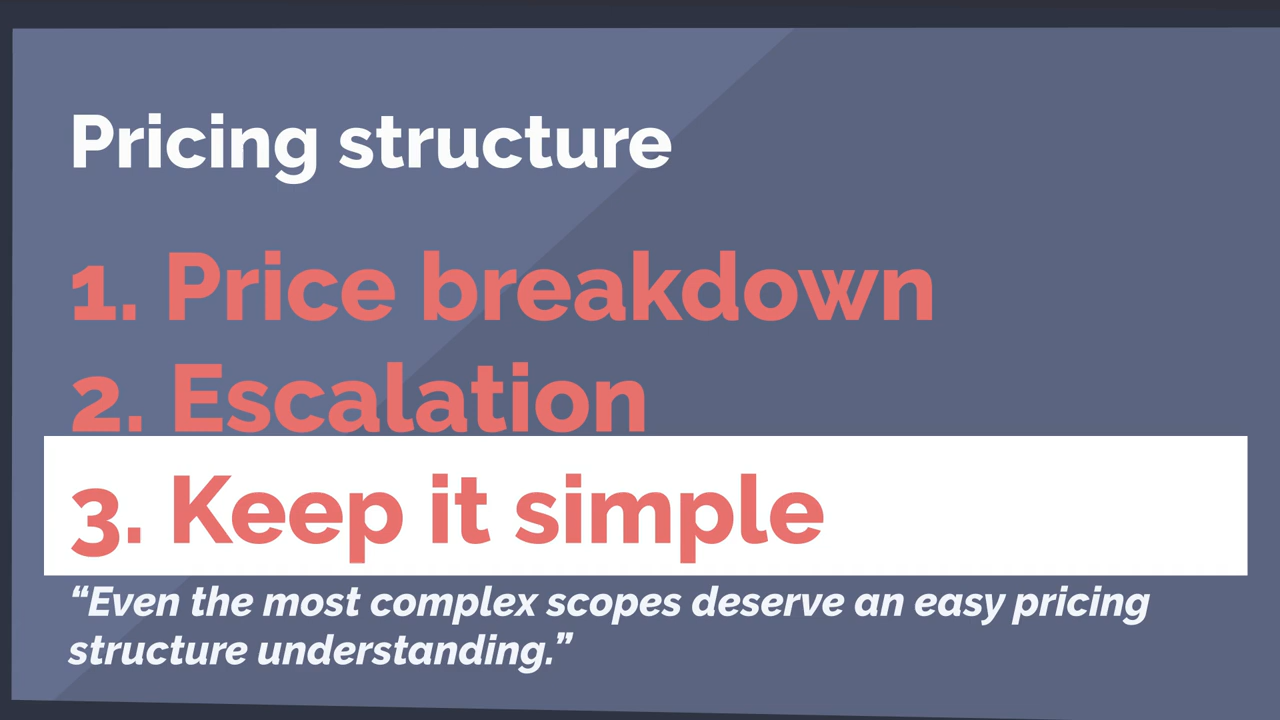 Pricing structure
1. Price breakdown
2. Escalation
3. Keep it simple
“Even the most complex scopes deserve an easy pricing
structure understanding.”